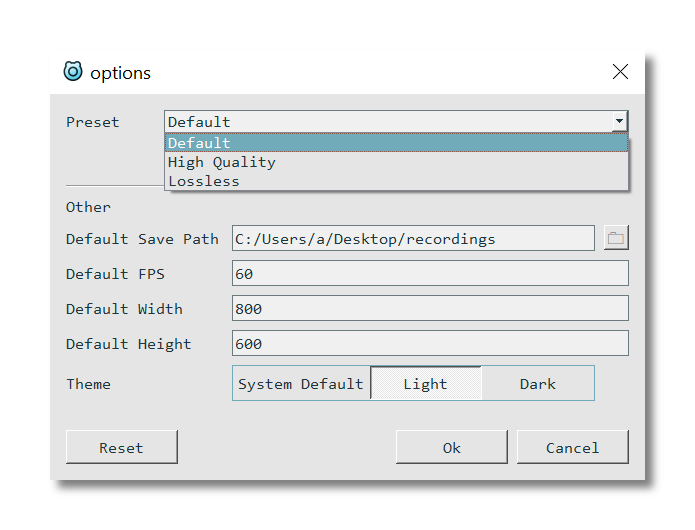 options
Preset Default
Default
High Quality
Lossless
Other
Default Save Path C:/Users/a/Desktop/recordings
Default FPS 60
Default Width 800
Default Height 600
Theme System Default Light Dark
Reset Ok Cancel